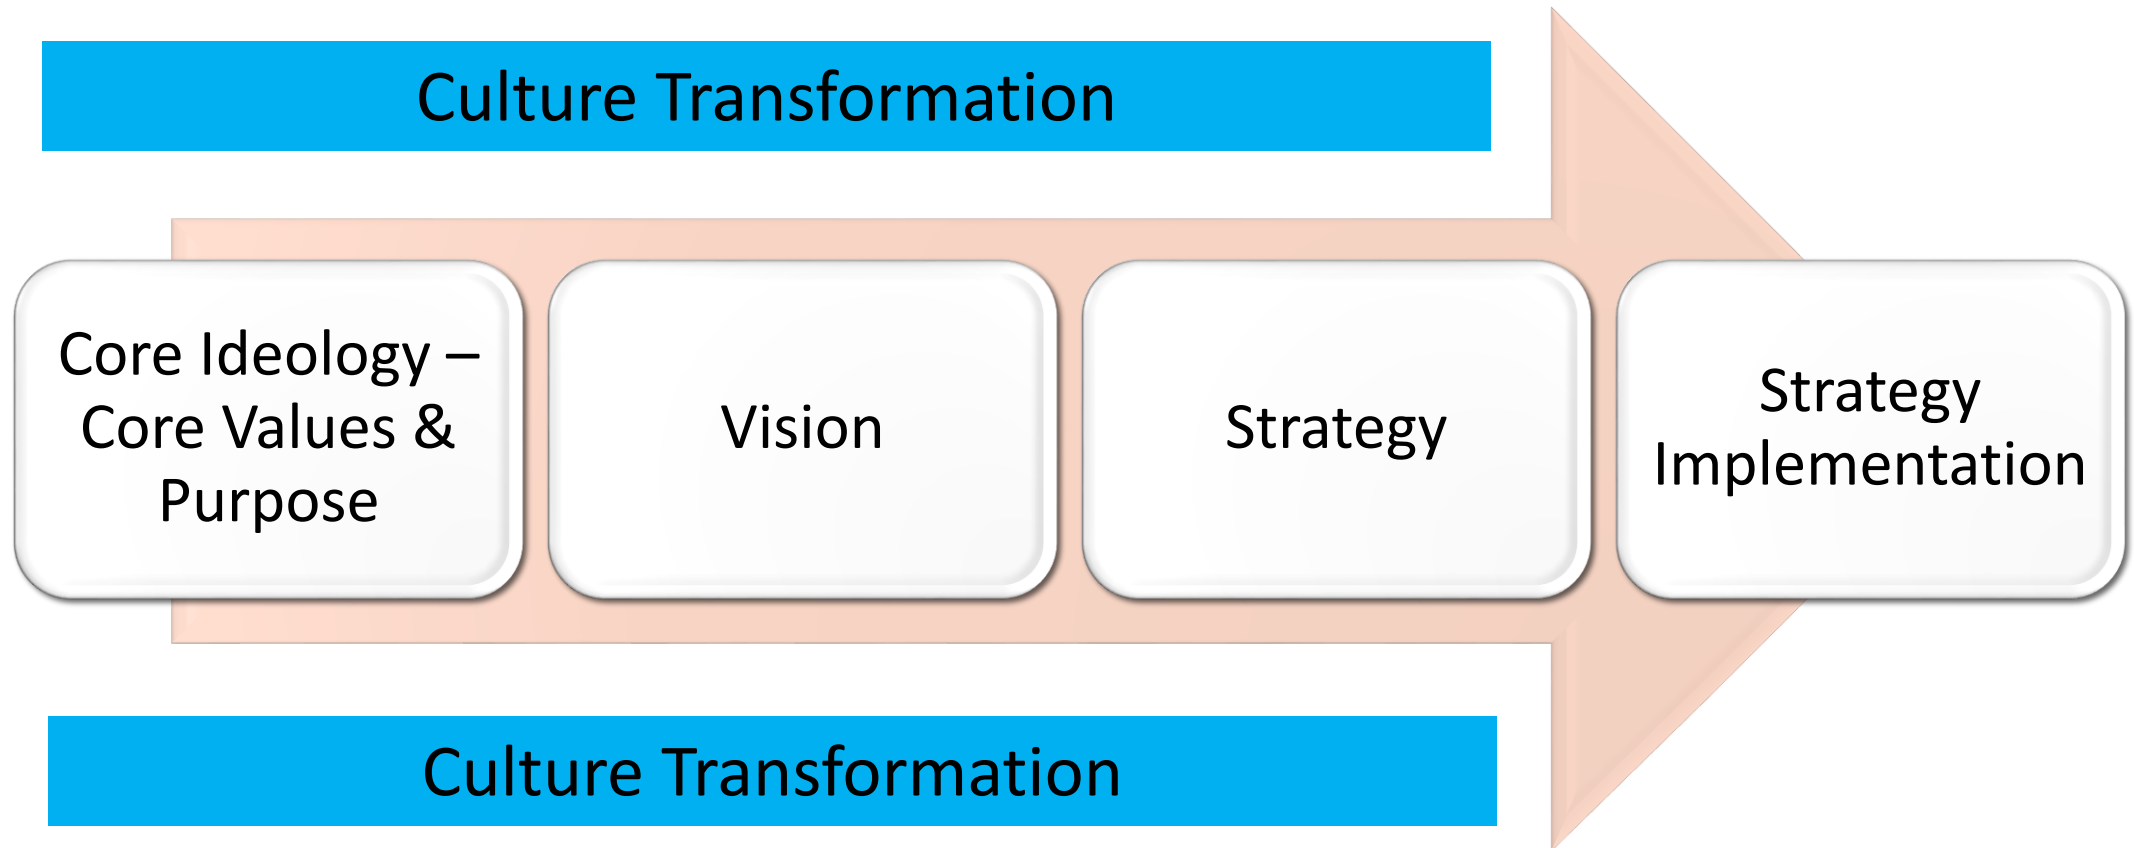 Culture Transformation
Core Ideology –
Core Values &
Purpose
Vision
Strategy
Strategy
Implementation
Culture Transformation